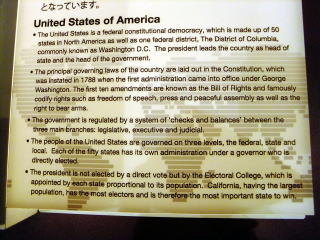 となっています。
United States of America
• The United States is a federal constitutional democracy, which is made up of 50
states in North America as well as one federal district, The District of Columbia,
commonly known as Washington D.C. The president leads the country as head of
state and the head of the government.
• The principal governing laws of the country are laid out in the Constitution, which
was instated in 1788 when the first administration came into office under George
Washington. The first ten amendments are known as the Bill of Rights and famously
codify rights such as freedom of speech, press and peaceful assembly as well as the
right to bear arms.
• The government is regulated by a system of 'checks and balances' between the
three main branches: legislative, executive and judicial.
• The people of the United States are governed on three levels, the federal, state and
local. Each of the fifty states has its own administration under a governor who is
directly elected.
• The president is not elected by a direct vote but by the Electoral College, which is
appointed by each state proportional to its population. California, having the largest
population, has the most electors and is therefore the most important state to win.